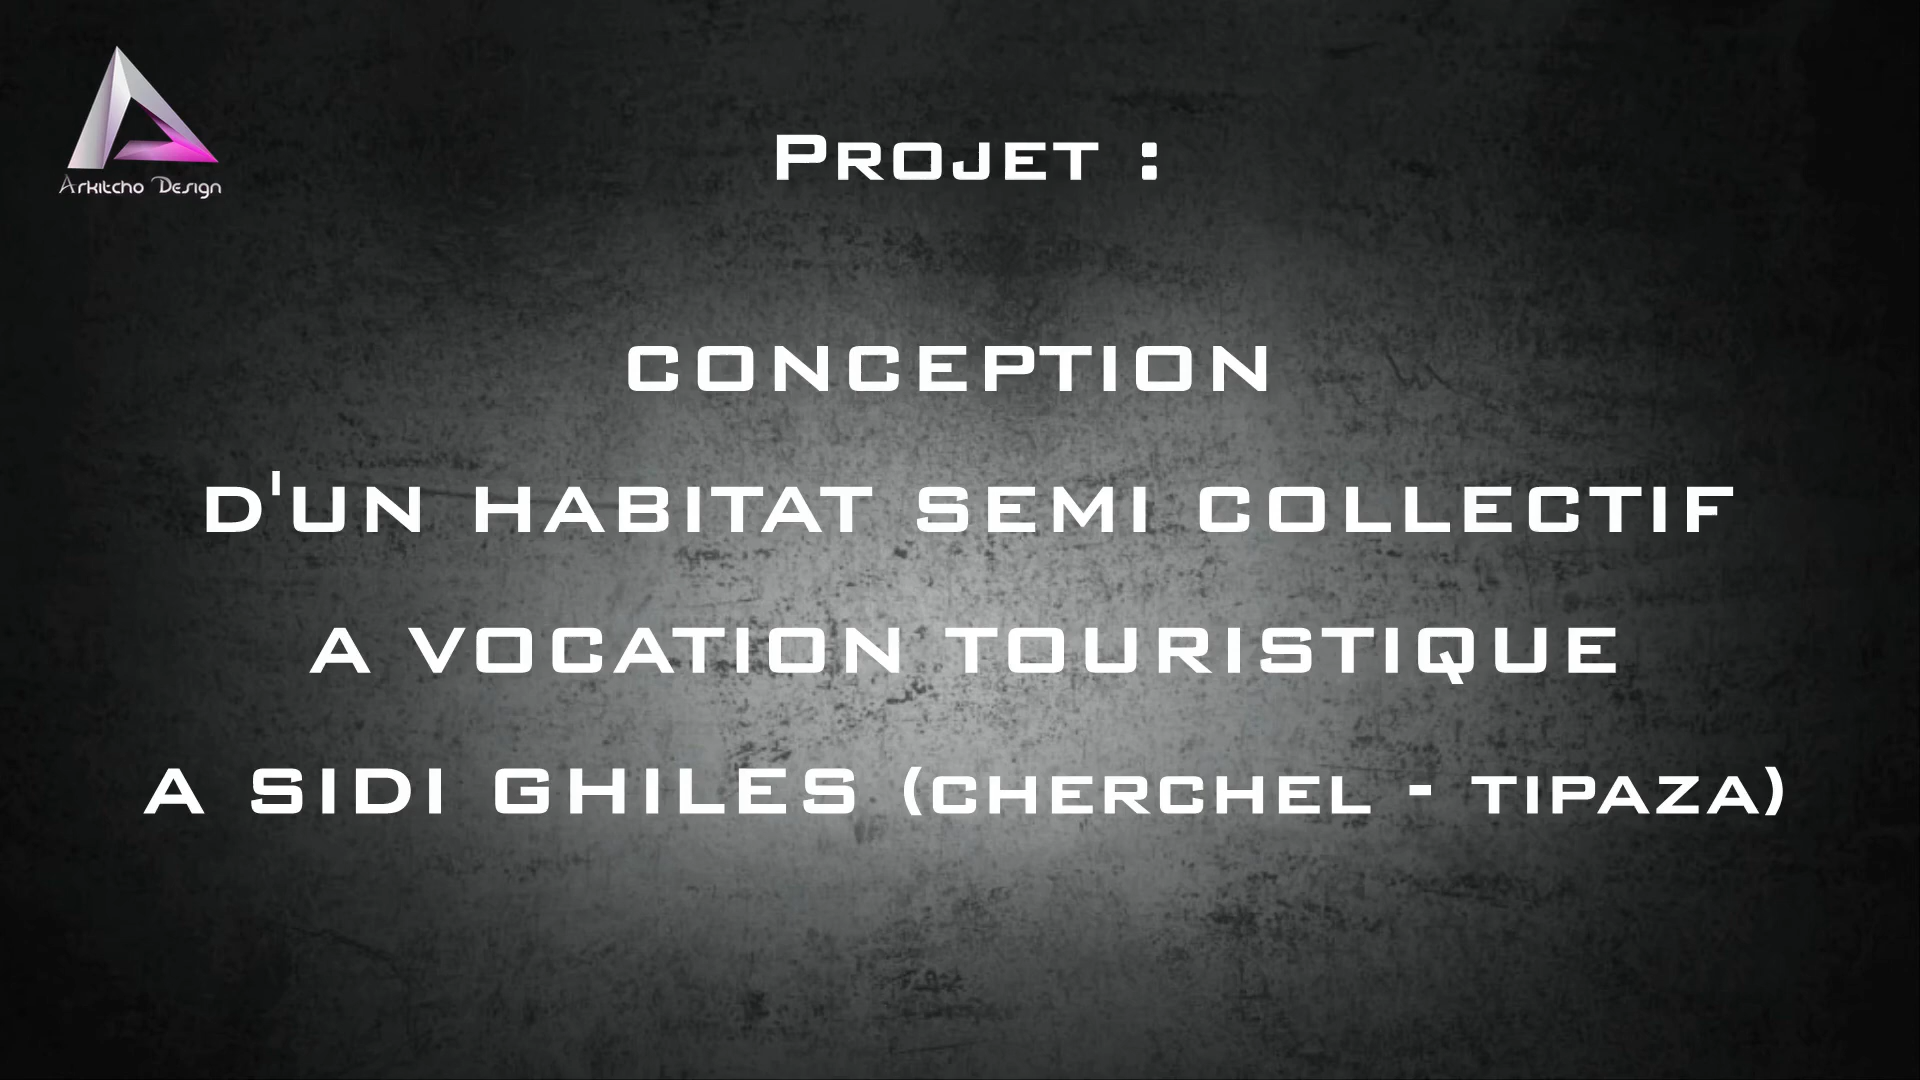 Arkitcho Design
PROJET :
CONCEPTION
D'UN HABITAT SEMI COLLECTIF
A VOCATION TOURISTIQUE
A SIDI GHILES (CHERCHEL - TIPAZA)